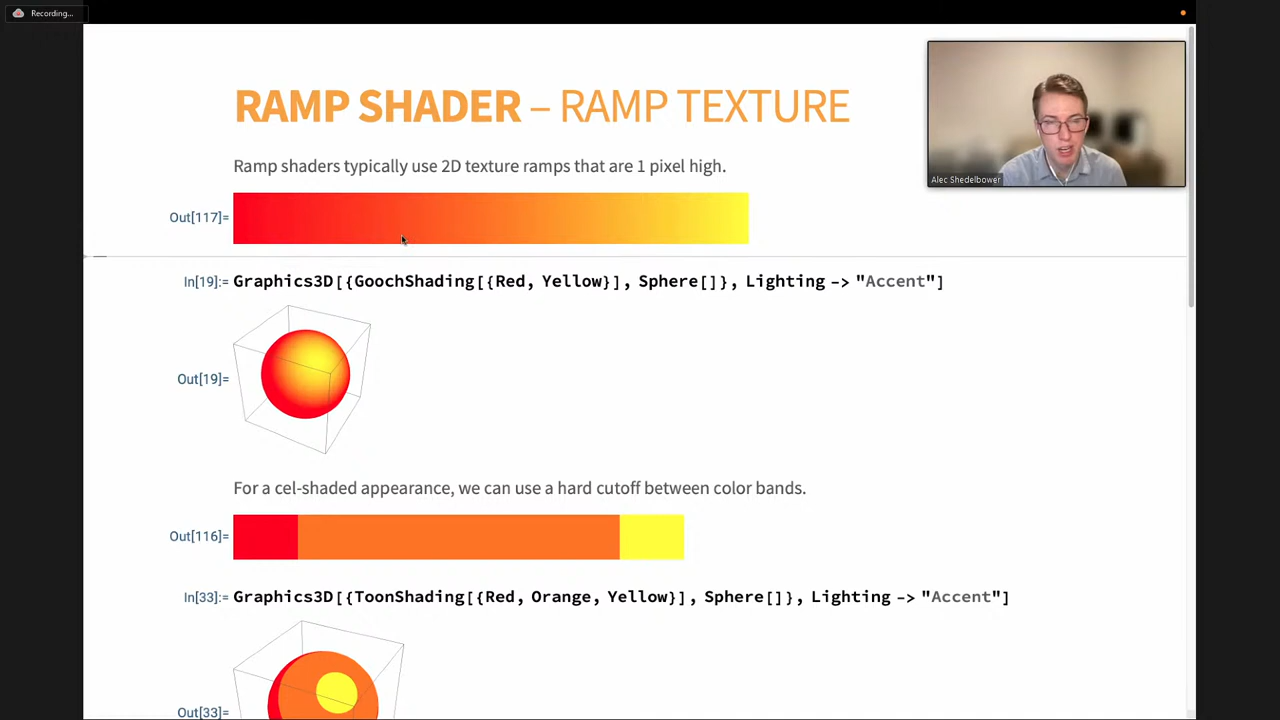 Recording...
RAMP SHADER – RAMP TEXTURE
Alec Shedelbower
Ramp shaders typically use 2D texture ramps that are 1 pixel high.
Out[117]=
In[19]:= Graphics3D[{GoochShading[{Red, Yellow}], Sphere[]}, Lighting -> "Accent"]
Out[19]=
For a cel-shaded appearance, we can use a hard cutoff between color bands.
Out[116]=
In[33]:= Graphics3D[{ToonShading[{Red, Orange, Yellow}], Sphere[]}, Lighting -> "Accent"]
Out[33]=